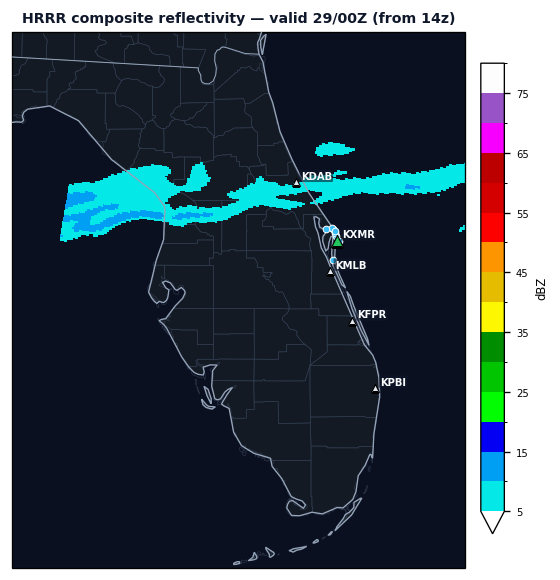 HRRR composite reflectivity — valid 29/00Z (from 14z)
KDAB
KXMR
KMLB
KFPR
KPBI
75
65
55
45
35
25
15
5
dBZ